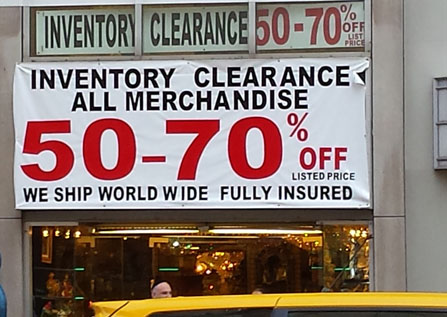 INVENTORY CLEARANCE 50-70% OFF LIST PRICE
INVENTORY CLEARANCE
ALL MERCHANDISE
50-70% OFF
LISTED PRICE
WE SHIP WORLD WIDE FULLY INSURED